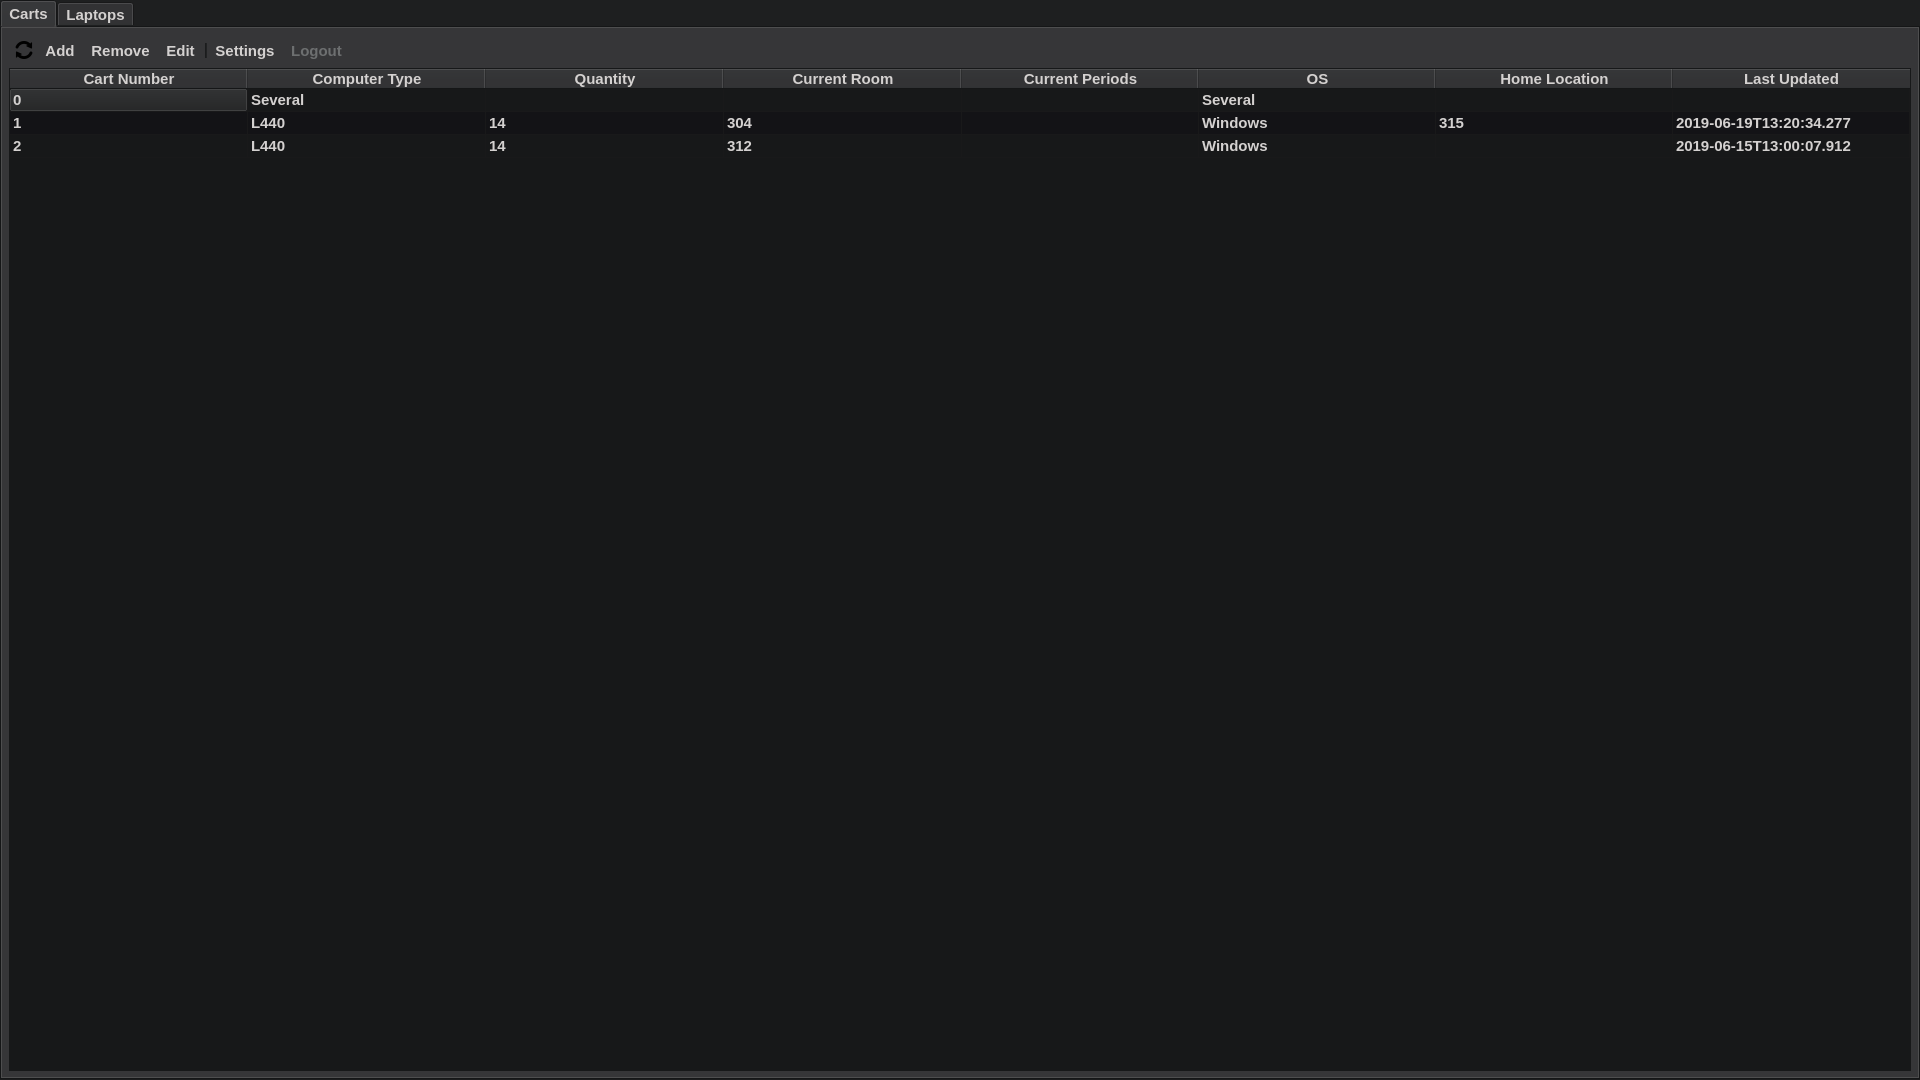 Carts Laptops
Add Remove Edit Settings Logout
Cart Number Computer Type Quantity Current Room Current Periods OS Home Location Last Updated
0 Several Several
1 L440 14 304 Windows 315 2019-06-19T13:20:34.277
2 L440 14 312 Windows 2019-06-15T13:00:07.912